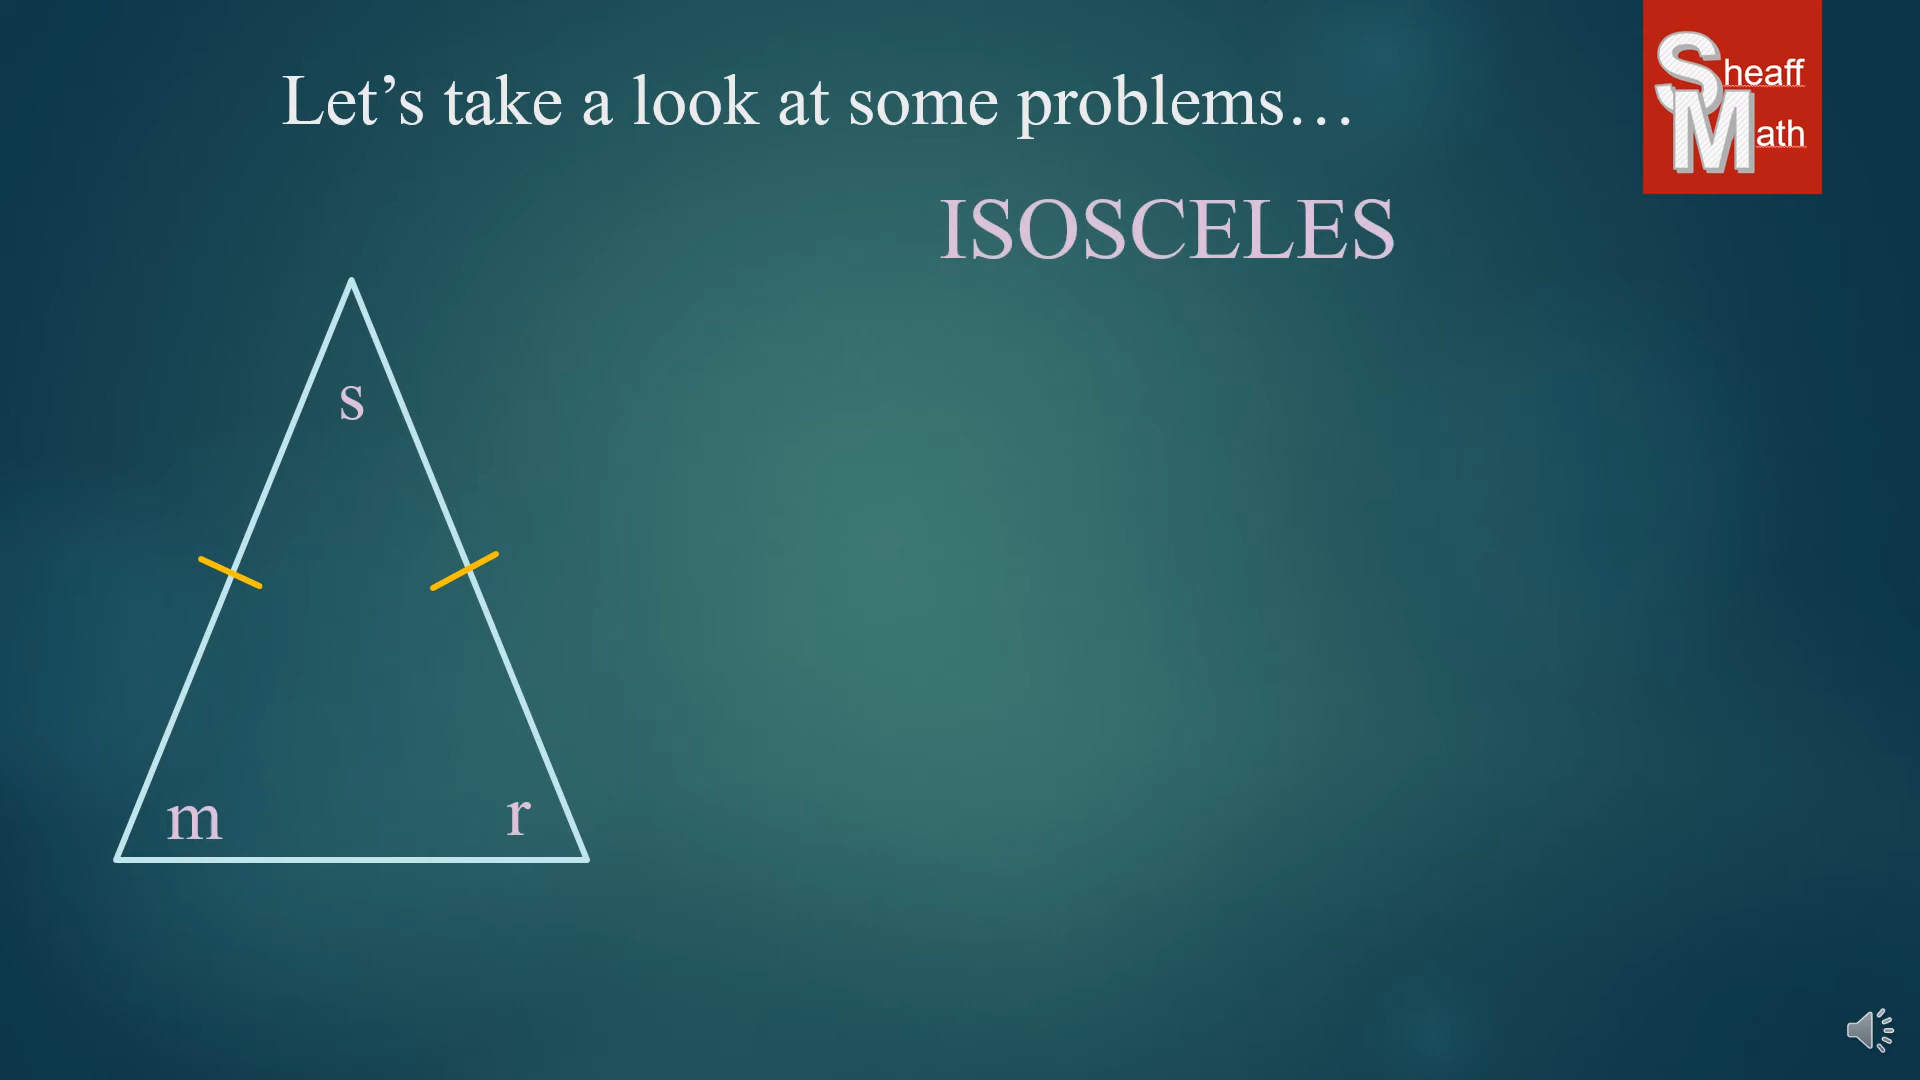 Let’s take a look at some problems…
Sheaff
Math
ISOSCELES
s
m
r